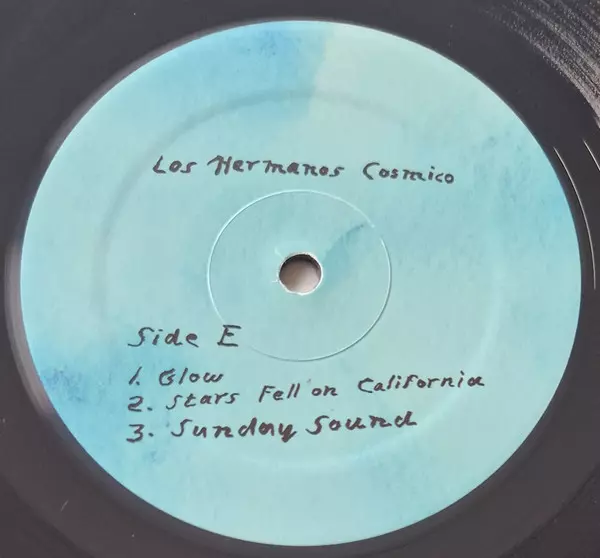 Los Hermanos Cosmico
Side E
1. Glow
2. Stars Fell on California
3. Sunday Sound